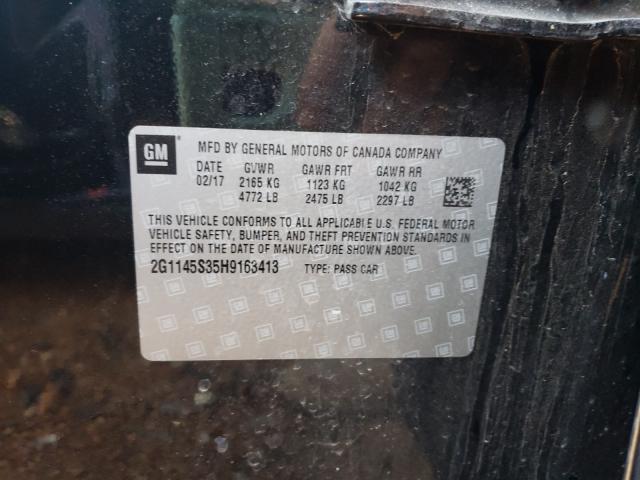 GM ® MFD BY GENERAL MOTORS OF CANADA COMPANY
DATE GVWR GAWR FRT GAWR RR
02/17 2165 KG 1123 KG 1042 KG
4772 LB 2475 LB 2297 LB
THIS VEHICLE CONFORMS TO ALL APPLICABLE U.S. FEDERAL MOTOR
VEHICLE SAFETY, BUMPER, AND THEFT PREVENTION STANDARDS IN
EFFECT ON THE DATE OF MANUFACTURE SHOWN ABOVE.
2G1145S35H9163413 TYPE: PASS CAR